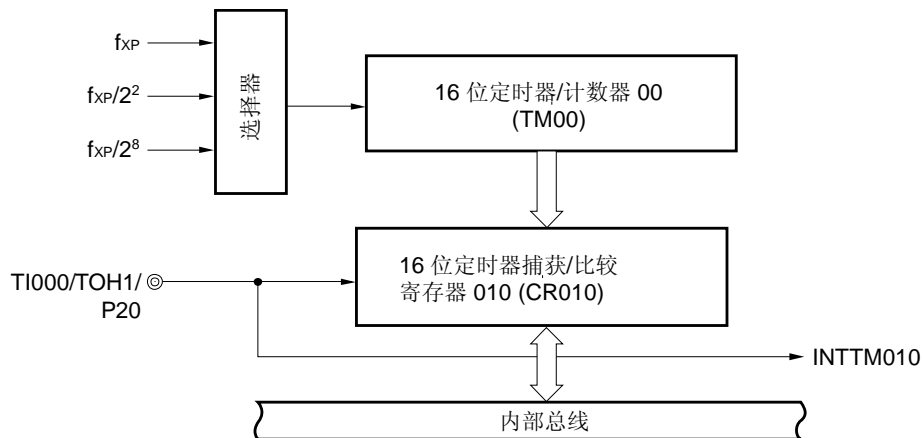 fXP
fXP/2²
fXP/2⁸
选择器
16 位定时器/计数器 00
(TM00)
16 位定时器捕获/比较
寄存器 010 (CR010)
TI000/TOH1/
P20
INTTM010
内部总线